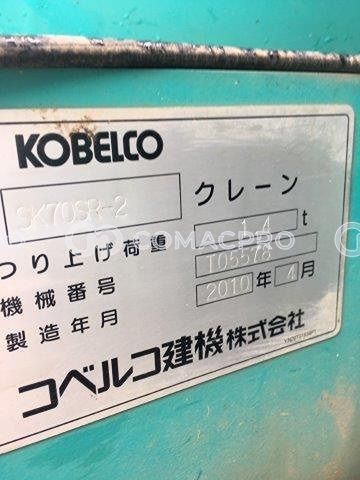 KOBELCO
SK70SR-2 クレーン
つり上げ荷重 1.4 t
機械番号 T05578
製造年月 2010 年 4 月
コベルコ建機株式会社
COMACPRO